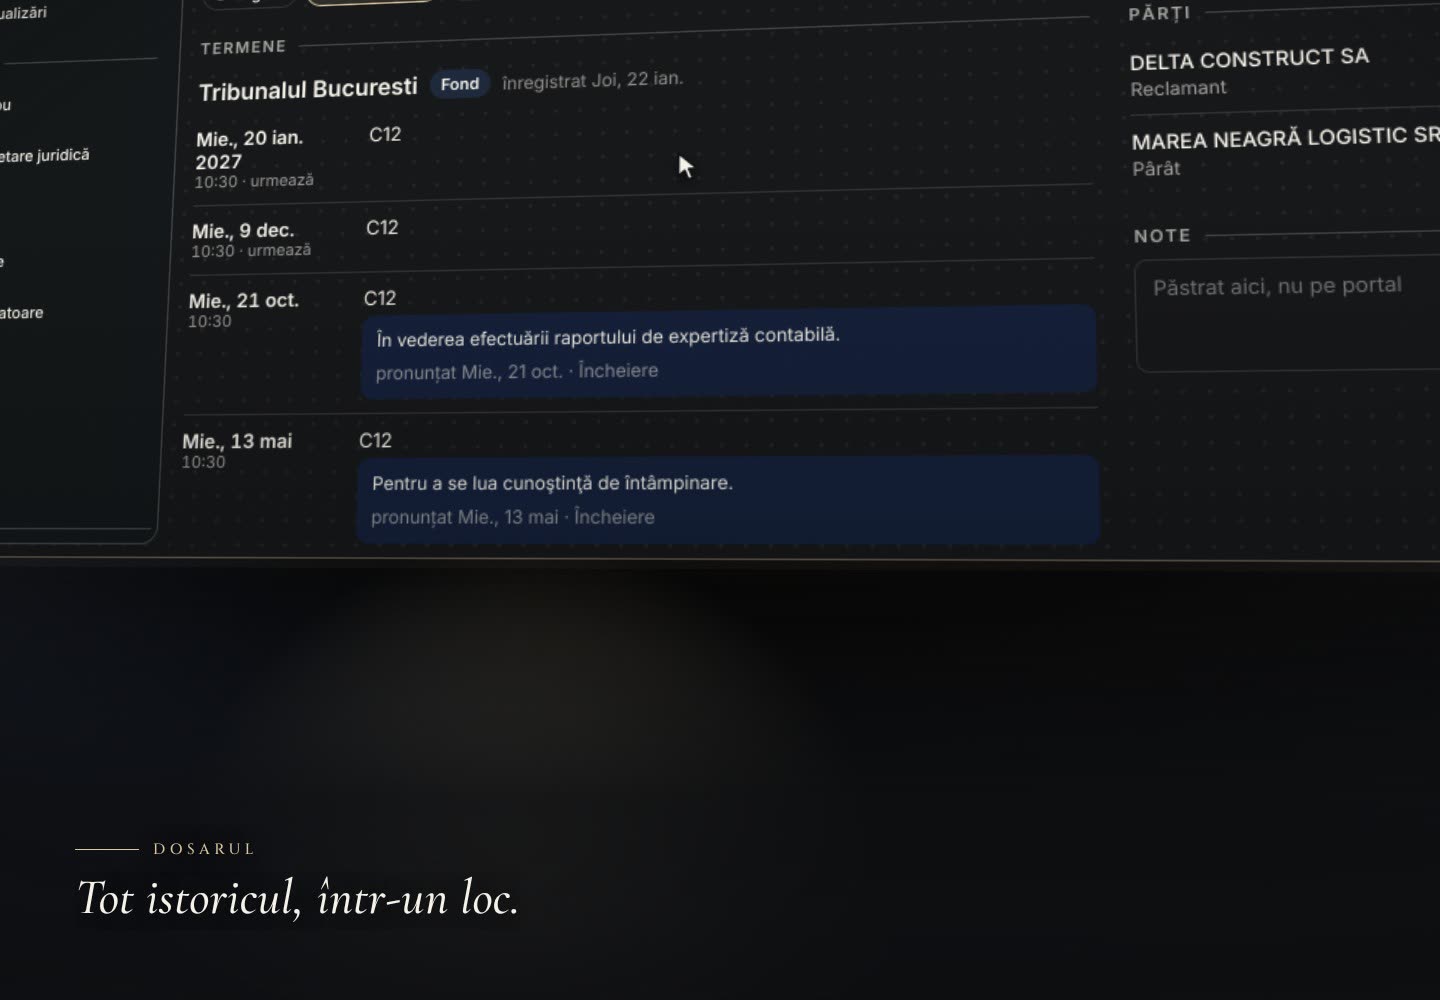 ualizări
etare juridică
atoare
TERMENE
Tribunalul Bucuresti Fond înregistrat Joi, 22 ian.
Mie., 20 ian. 2027
C12
10:30 · urmează
Mie., 9 dec.
C12
10:30 · urmează
Mie., 21 oct.
C12
10:30
În vederea efectuării raportului de expertiză contabilă.
pronunțat Mie., 21 oct. · Încheiere
Mie., 13 mai
C12
10:30
Pentru a se lua cunoştinţă de întâmpinare.
pronunțat Mie., 13 mai · Încheiere
PĂRȚI
DELTA CONSTRUCT SA
Reclamant
MAREA NEAGRĂ LOGISTIC SR
Pârât
NOTE
Păstrat aici, nu pe portal
DOSARUL
Tot istoricul, într-un loc.